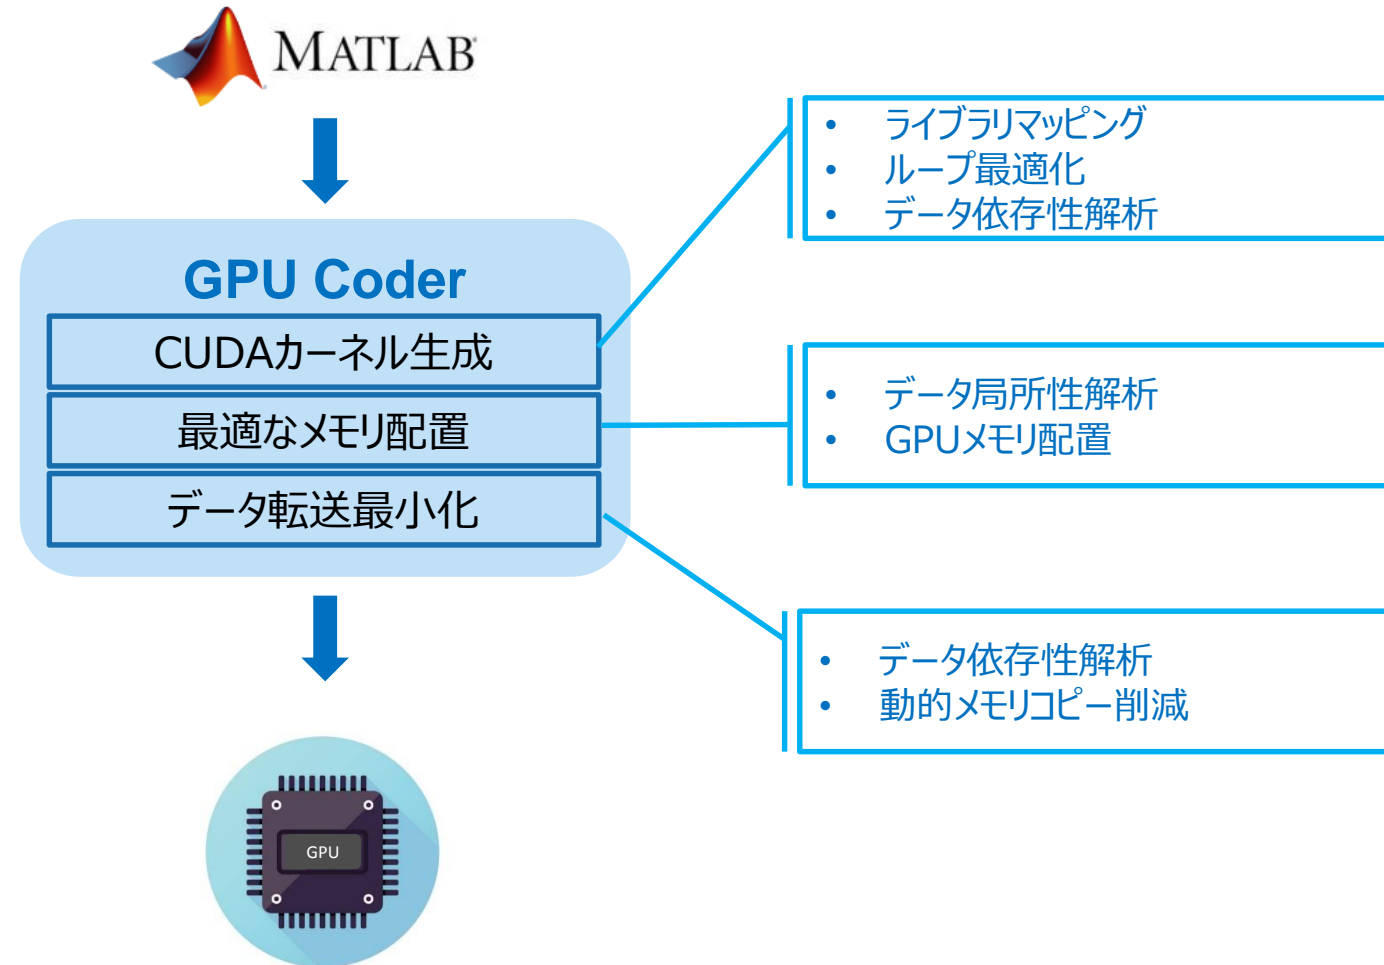 MATLAB®
GPU Coder
CUDAカーネル生成
最適なメモリ配置
データ転送最小化
• ライブラリマッピング
• ループ最適化
• データ依存性解析
• データ局所性解析
• GPUメモリ配置
• データ依存性解析
• 動的メモリコピー削減
GPU